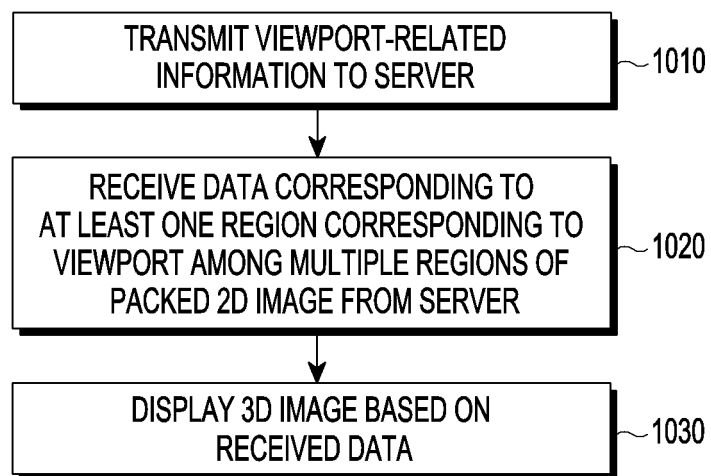 TRANSMIT VIEWPORT-RELATED
INFORMATION TO SERVER
1010
RECEIVE DATA CORRESPONDING TO
AT LEAST ONE REGION CORRESPONDING TO
VIEWPORT AMONG MULTIPLE REGIONS OF
PACKED 2D IMAGE FROM SERVER
1020
DISPLAY 3D IMAGE BASED ON
RECEIVED DATA
1030